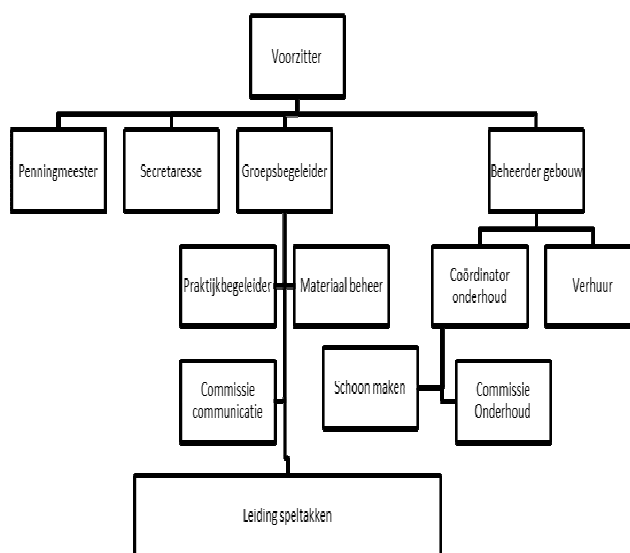 Voorzitter
Penningmeester
Secretaresse
Groepsbegeleider
Beheerder gebouw
Praktijkbegeleider
Materiaal beheer
Coördinator
onderhoud
Verhuur
Commissie
communicatie
Schoon maken
Commissie
Onderhoud
Leiding speltakken